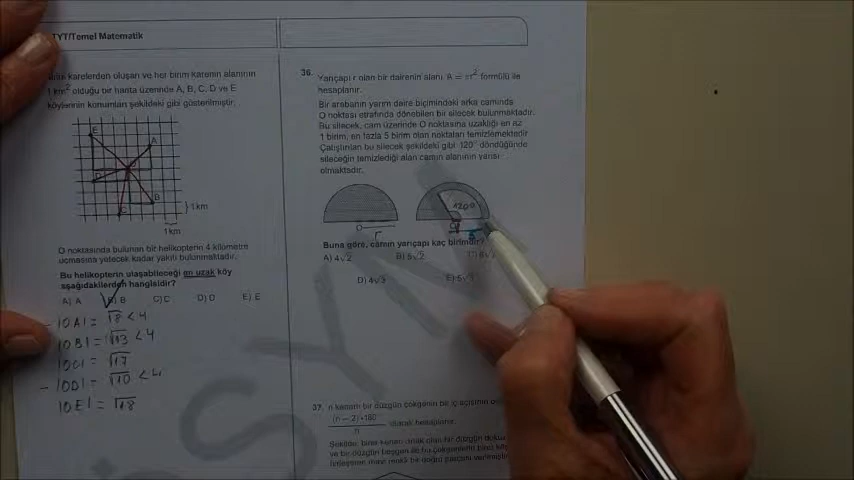 TYT/Temel Matematik
Birim karelerden oluşan ve her birim karenin alanının
1 km² olduğu bir harita üzerinde A, B, C, D ve E
köylerinin konumları şekildeki gibi gösterilmiştir.
E
A
D
B
C
1 km
1 km
O noktasında bulunan bir helikopterin 4 kilometre
uçmasına yetecek kadar yakıtı bulunmaktadır.
Bu helikopterin ulaşabileceği en uzak köy
aşağıdakilerden hangisidir?
A) A B) B C) C D) D E) E
|OA| = √8 < 4
|OB| = √13 < 4
|OC| = √17
|OD| = √10 < 4
|OE| = √18
36.
Yarıçapı r olan bir dairenin alanı A = πr² formülü ile
hesaplanır.
Bir arabanın yarım daire biçimindeki arka camında
O noktası etrafında dönebilen bir silecek bulunmaktadır.
Bu silecek, cam üzerinde O noktasına uzaklığı en az
1 birim, en fazla 5 birim olan noktaları temizlemektedir.
Çalıştırılan bu silecek şekildeki gibi 120° döndüğünde
sileceğin temizlediği alan camın alanının yarısı
olmaktadır.
120°
O
r
Buna göre, camın yarıçapı kaç birimdir?
A) 4√2 B) 5√2
D) 4√3 E) 5√3
37. n kenarlı bir düzgün çokgenin bir iç açısının
(n − 2)•180
n
olarak hesaplanır.
SYM